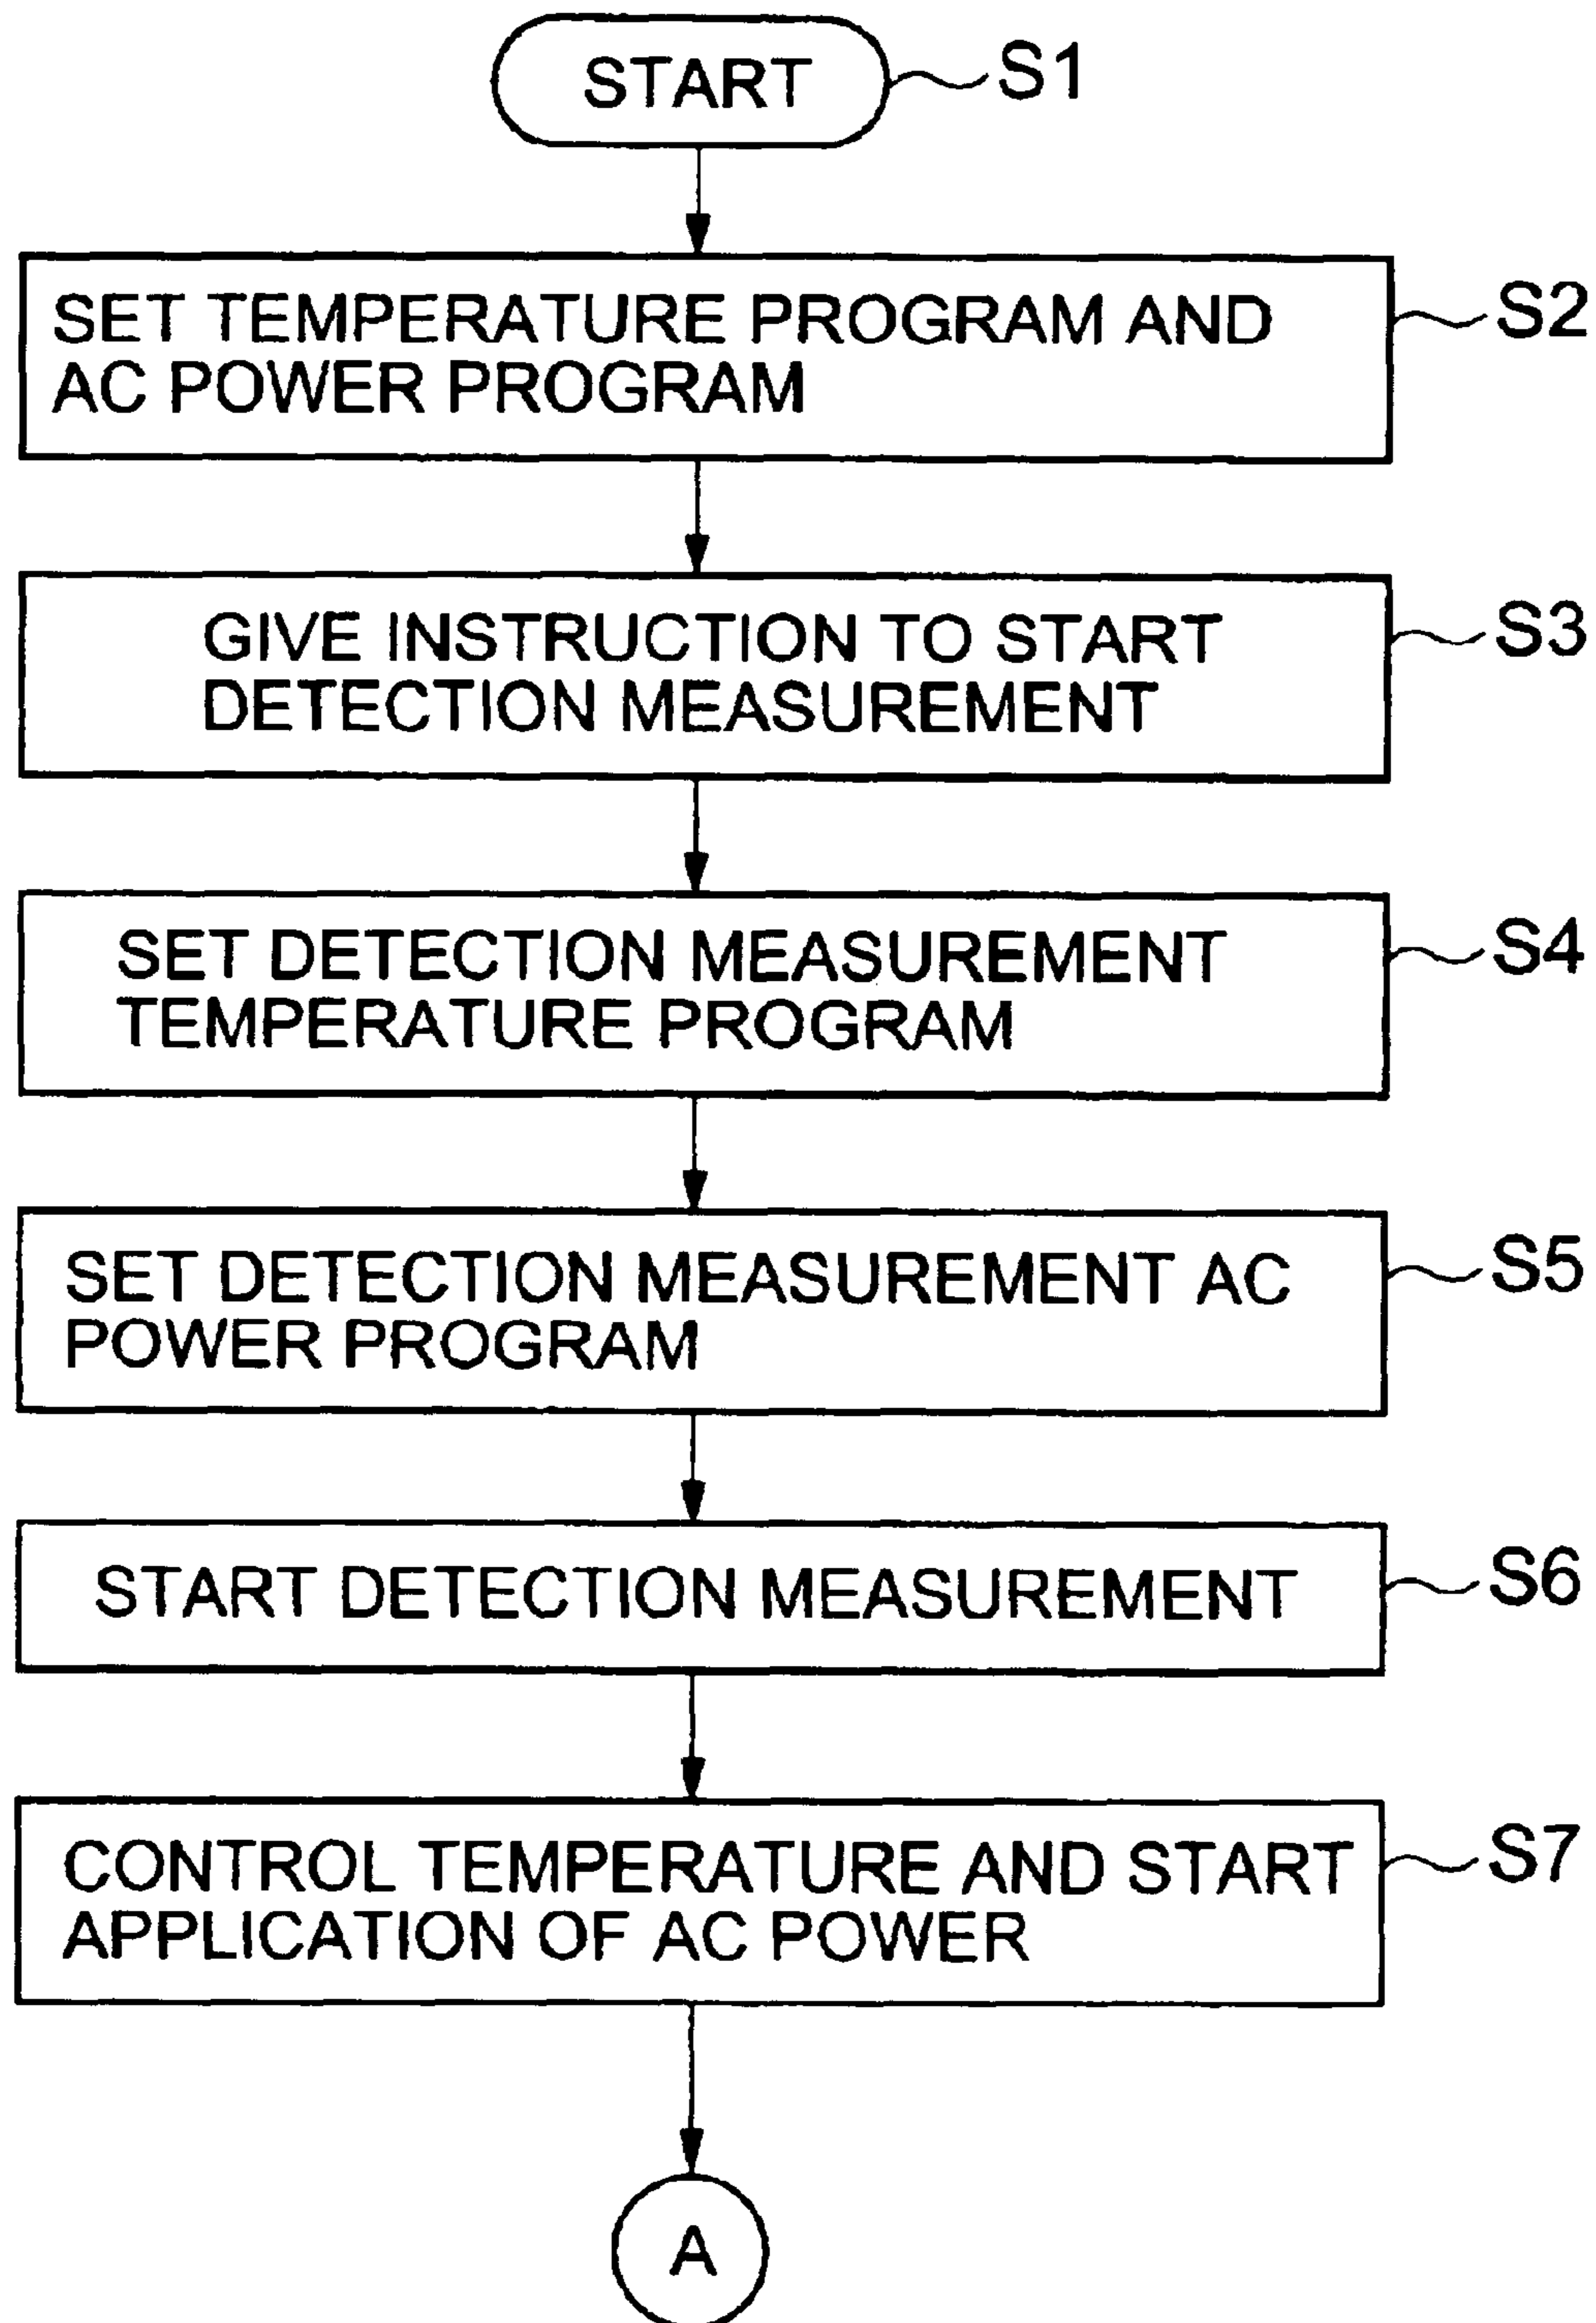 START
S1
SET TEMPERATURE PROGRAM AND
AC POWER PROGRAM
S2
GIVE INSTRUCTION TO START
DETECTION MEASUREMENT
S3
SET DETECTION MEASUREMENT
TEMPERATURE PROGRAM
S4
SET DETECTION MEASUREMENT AC
POWER PROGRAM
S5
START DETECTION MEASUREMENT
S6
CONTROL TEMPERATURE AND START
APPLICATION OF AC POWER
S7
A